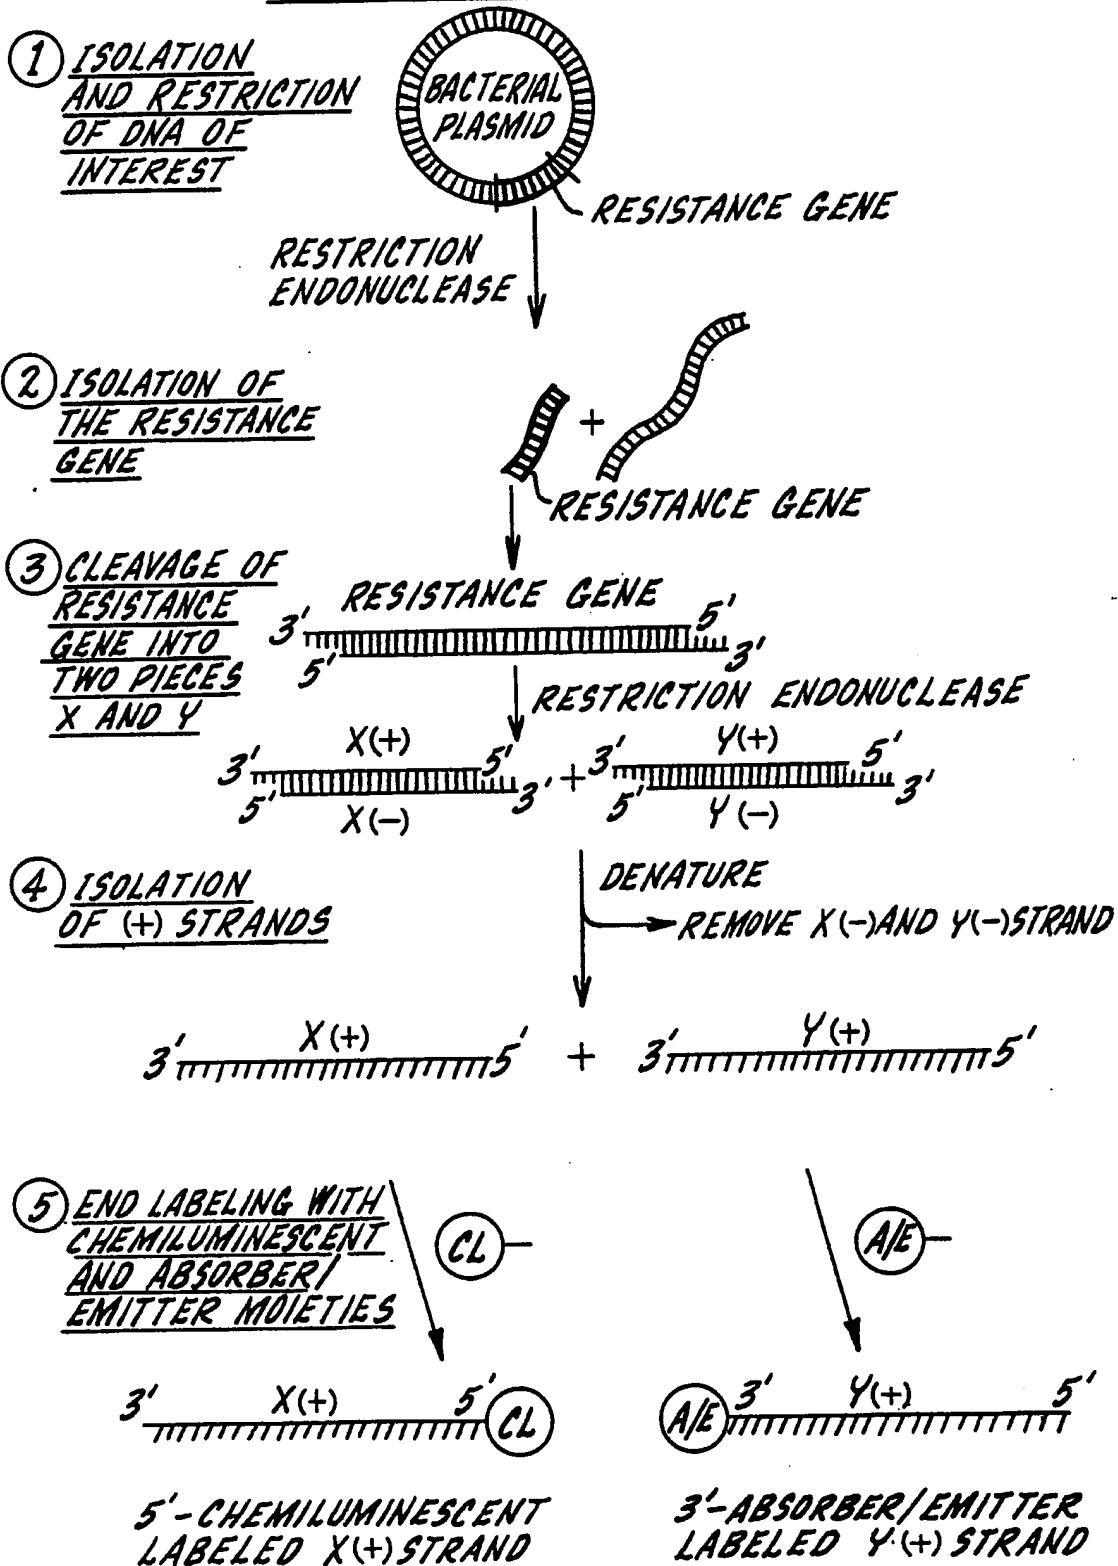 1 ISOLATION
AND RESTRICTION
OF DNA OF
INTEREST
BACTERIAL
PLASMID
RESISTANCE GENE
RESTRICTION
ENDONUCLEASE
2 ISOLATION OF
THE RESISTANCE
GENE
+
RESISTANCE GENE
3 CLEAVAGE OF
RESISTANCE
GENE INTO
TWO PIECES
X AND Y
RESISTANCE GENE
3' 5'
5' 3'
RESTRICTION ENDONUCLEASE
X(+) Y(+)
3' 5' + 3' 5'
5' 3' 5' 3'
X(-) Y(-)
4 ISOLATION
OF (+) STRANDS
DENATURE
REMOVE X(-) AND Y(-) STRAND
X(+) Y(+)
3' 5' + 3' 5'
5 END LABELING WITH
CHEMILUMINESCENT
AND ABSORBER/
EMITTER MOIETIES
CL A/E
3' X(+) 5' CL
A/E 3' Y(+) 5'
5'-CHEMILUMINESCENT
LABELED X(+) STRAND
3'-ABSORBER/EMITTER
LABELED Y(+) STRAND